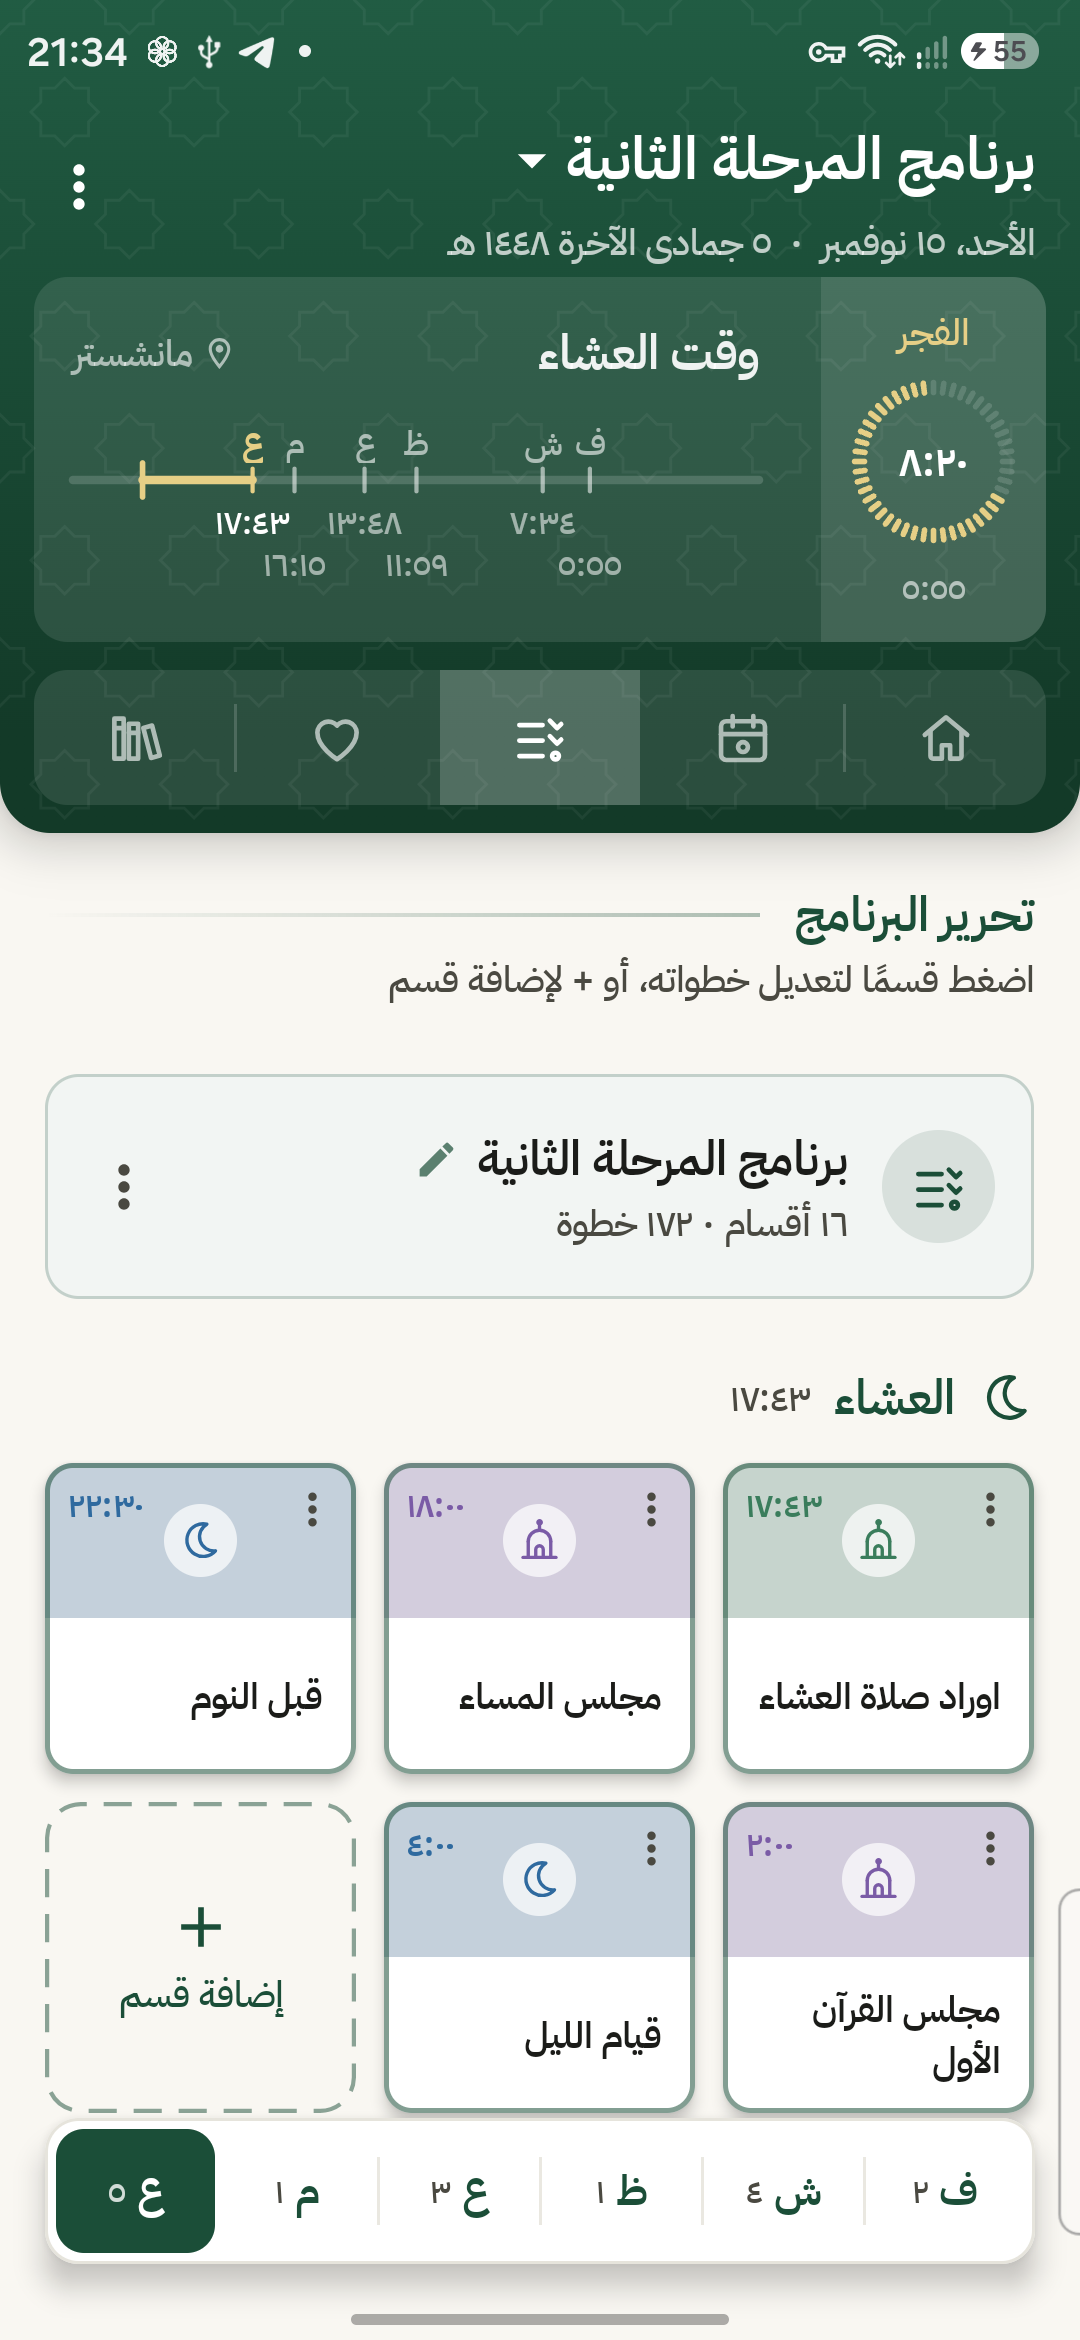 21:34
55
برنامج المرحلة الثانية
الأحد، ١٥ نوفمبر · ٥ جمادى الآخرة ١٤٤٨ هـ
الفجر
٨:٢٠
٥:٥٥
وقت العشاء
مانشستر
ف ش ظ ع م ع
٧:٣٤ ١٣:٤٨ ١٧:٤٣
٥:٥٥ ١١:٥٩ ١٦:١٥
تحرير البرنامج
اضغط قسمًا لتعديل خطواته، أو + لإضافة قسم
برنامج المرحلة الثانية
١٦ أقسام · ١٧٢ خطوة
العشاء ١٧:٤٣
١٧:٤٣
اوراد صلاة العشاء
١٨:٠٠
مجلس المساء
٢٢:٣٠
قبل النوم
٢:٠٠
مجلس القرآن
الأول
٤:٠٠
قيام الليل
+
إضافة قسم
ف ٢
ش ٤
ظ ١
ع ٣
م ١
ع ٥